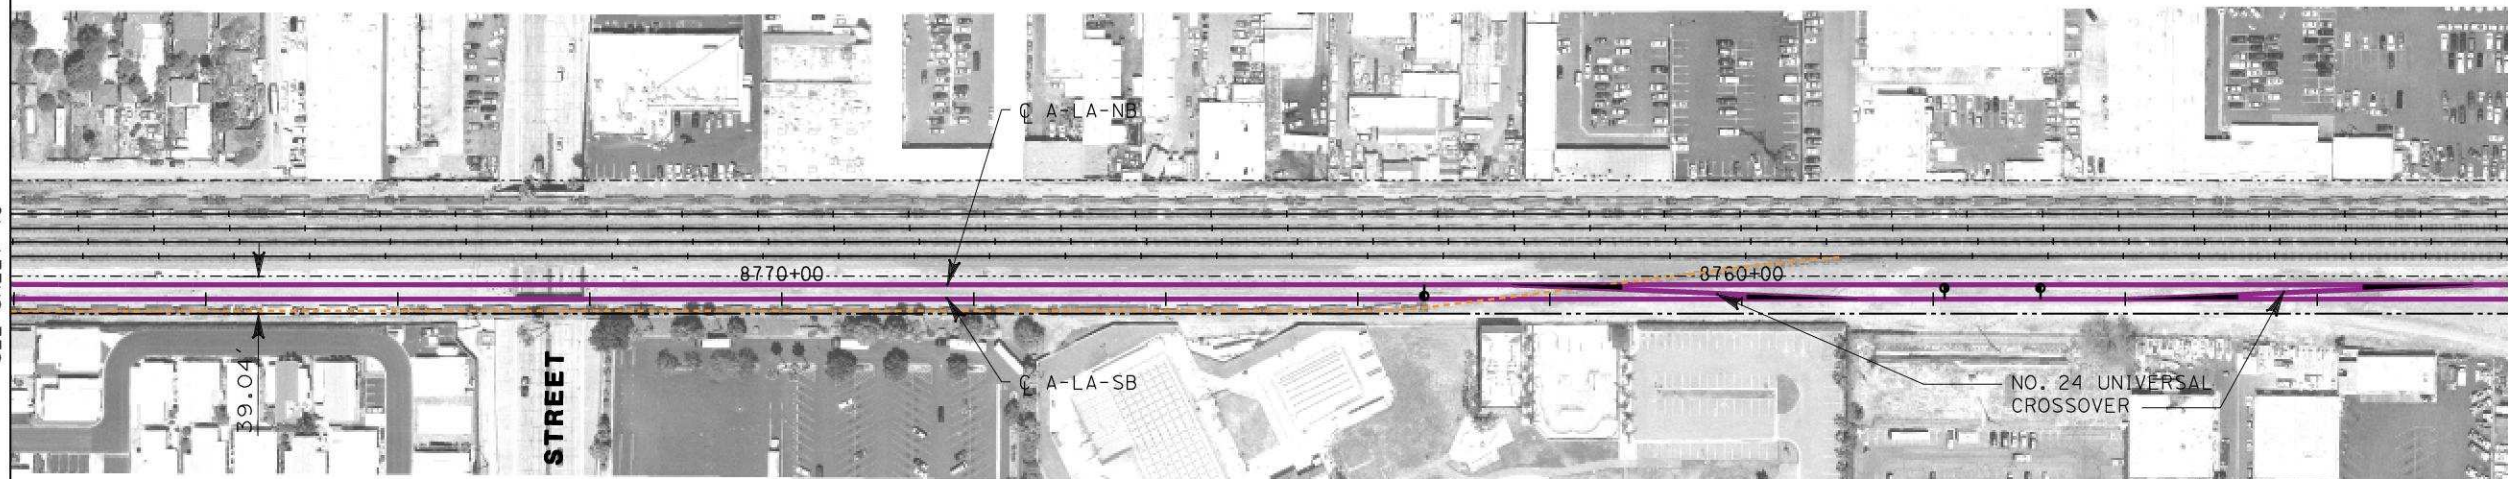 ℄ A-LA-NB
8770+00
8760+00
39.04'
STREET
℄ A-LA-SB
NO. 24 UNIVERSAL
CROSSOVER